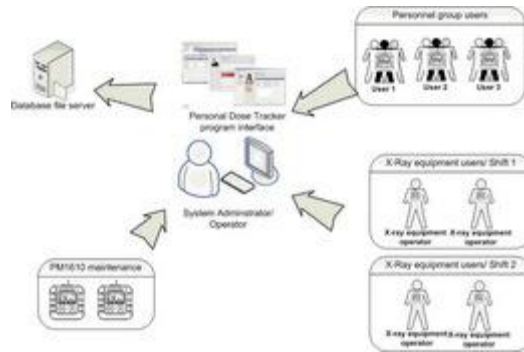 Personnel group users
User 1
User 2
User 3
Database file server
Personal Dose Tracker
program interface
X-Ray equipment users/ Shift 1
System Adminstrator/
Operator
X-ray equipment
operator
X-ray equipment
operator
PM1610 maintenance
X-Ray equipment users/ Shift 2
X-ray equipment
operator
X-ray equipment
operator